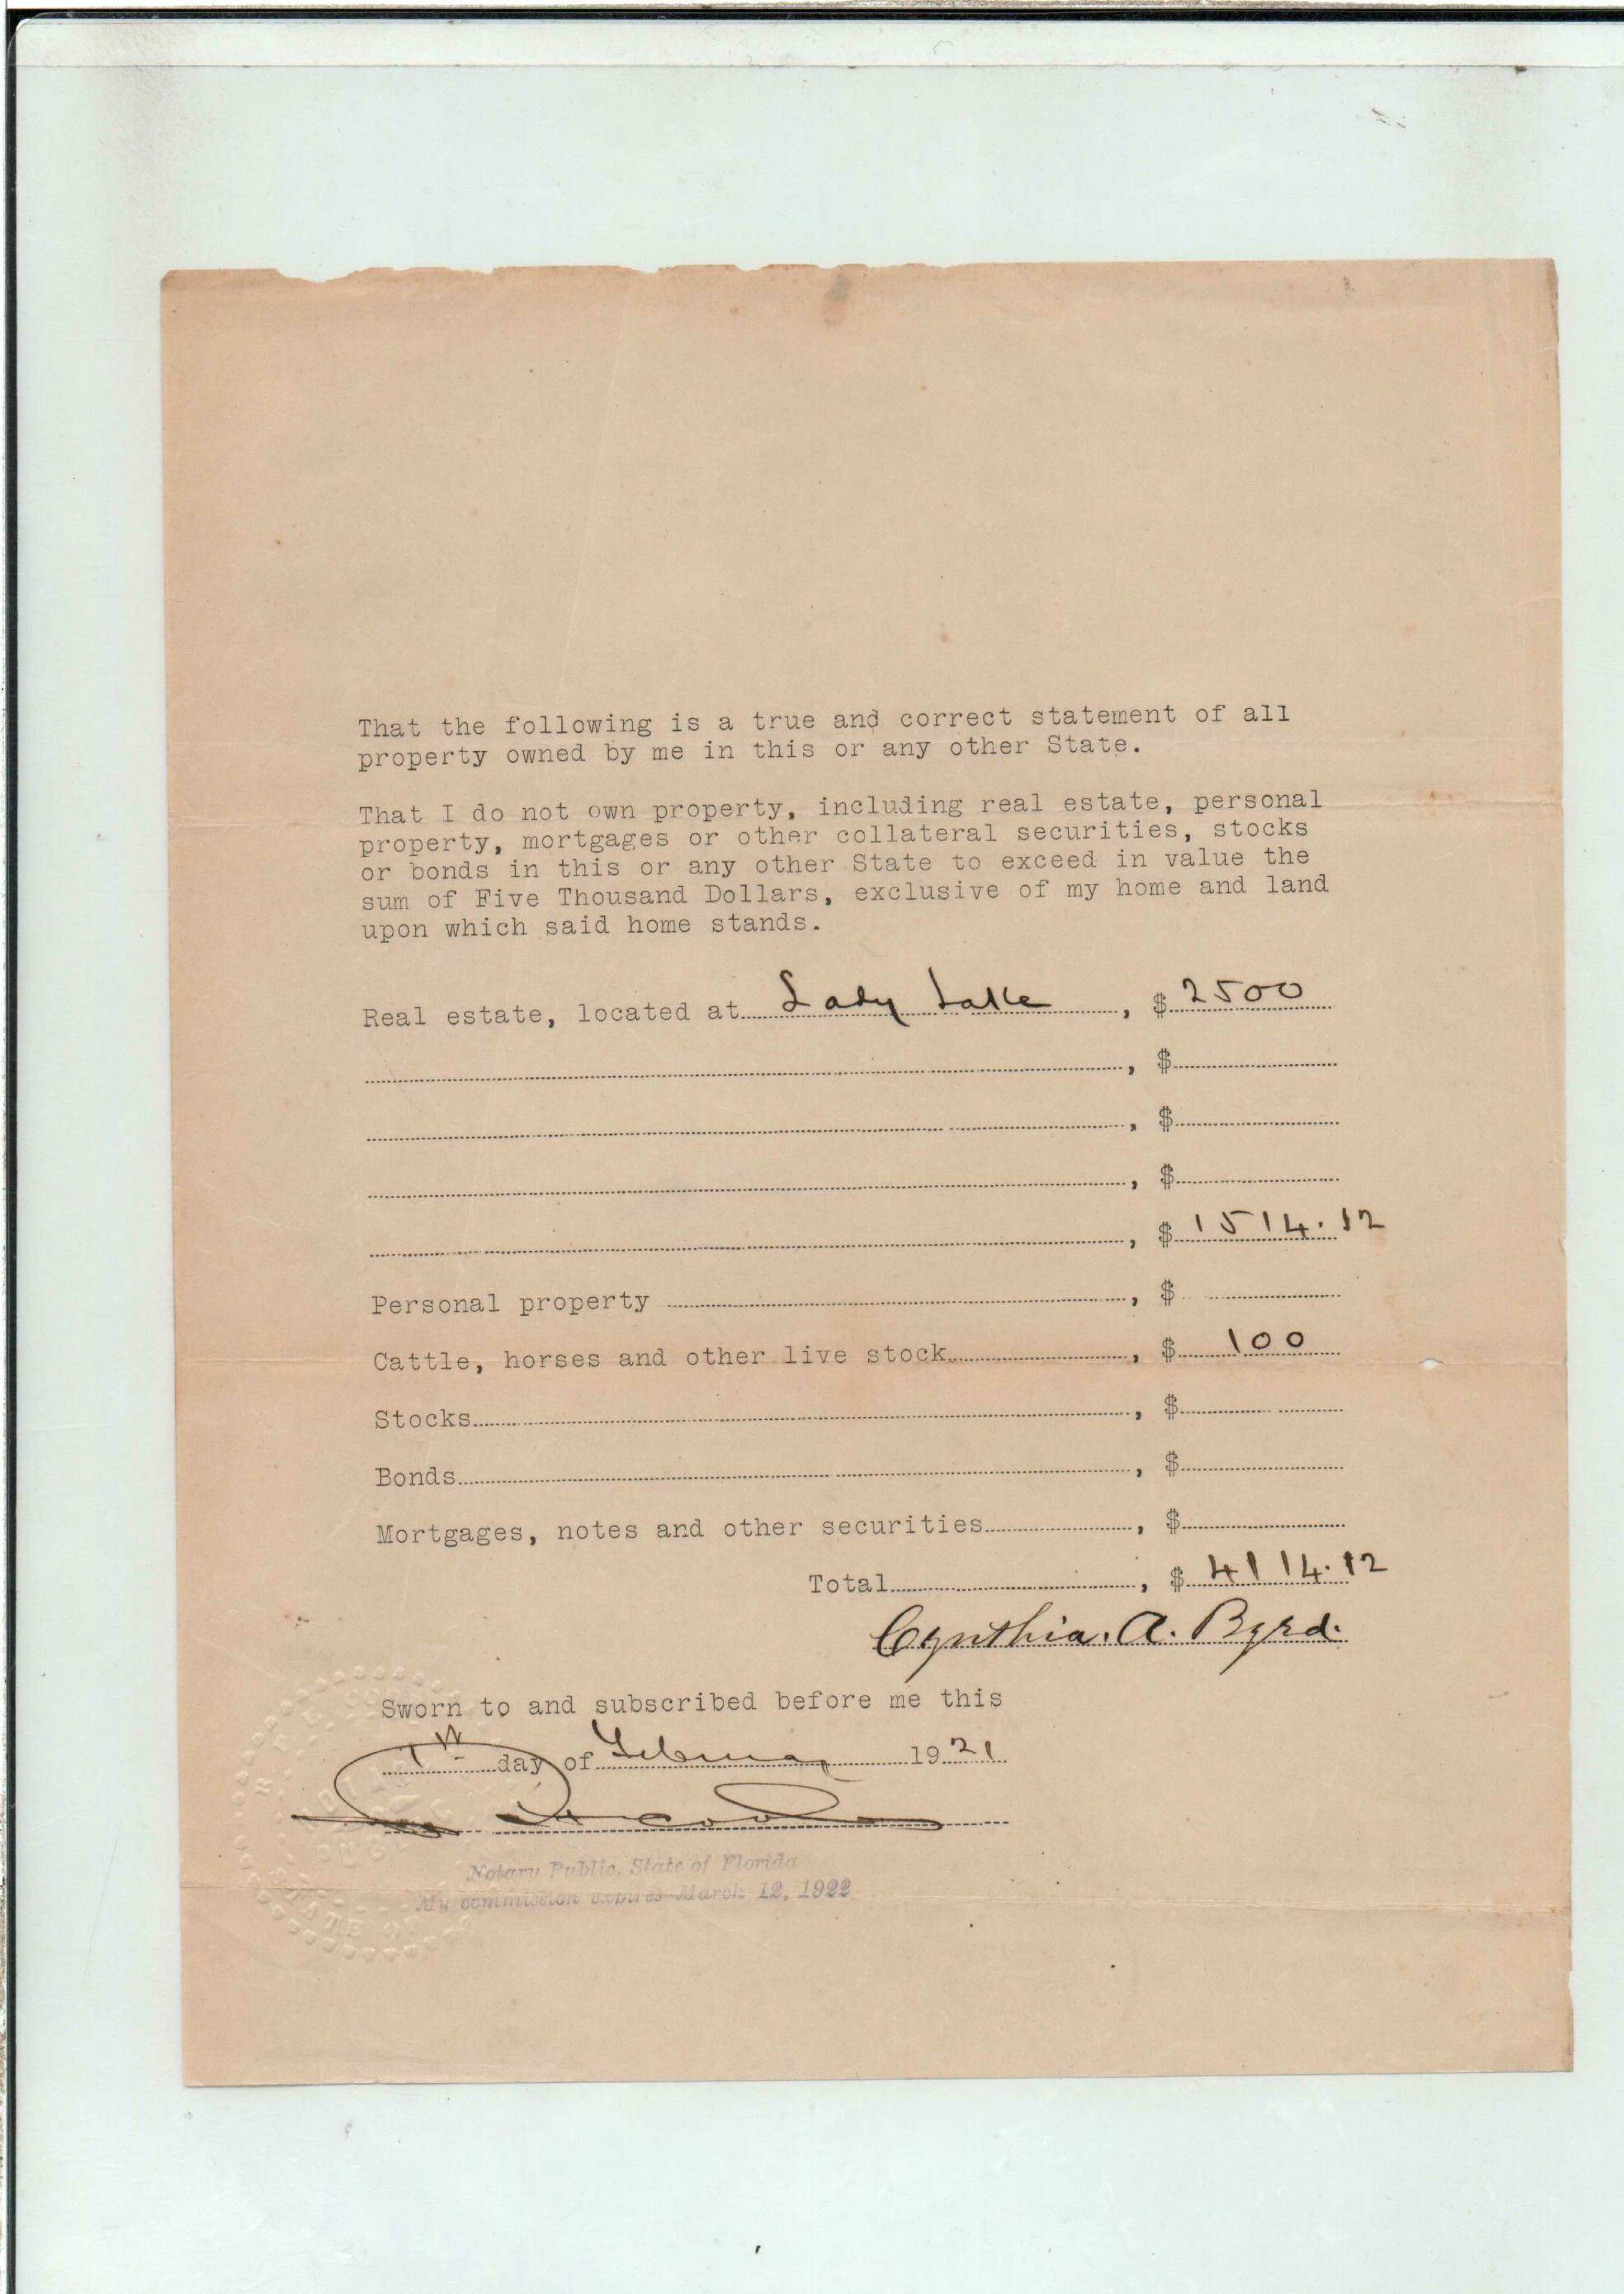 That the following is a true and correct statement of all
property owned by me in this or any other State.
That I do not own property, including real estate, personal
property, mortgages or other collateral securities, stocks
or bonds in this or any other State to exceed in value the
sum of Five Thousand Dollars, exclusive of my home and land
upon which said home stands.
Real estate, located at Lady Lake, $ 2500
, $
, $
, $
, $ 1514.12
Personal property , $
Cattle, horses and other live stock , $ 100
Stocks , $
Bonds , $
Mortgages, notes and other securities , $
Total , $ 4114.12
Cynthia. A. Byrd.
Sworn to and subscribed before me this
day of February 1921
Notary Public, State of Florida
My commission expires March 12, 1922